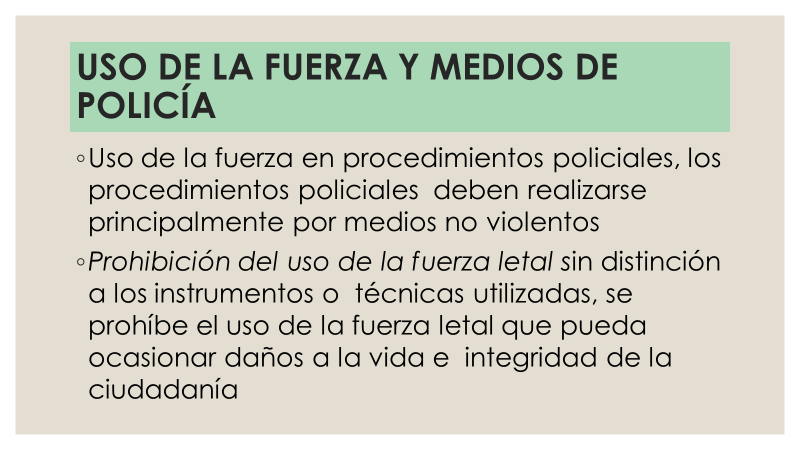 USO DE LA FUERZA Y MEDIOS DE
POLICÍA
◦Uso de la fuerza en procedimientos policiales, los
procedimientos policiales  deben realizarse
principalmente por medios no violentos
◦Prohibición del uso de la fuerza letal sin distinción
a los instrumentos o  técnicas utilizadas, se
prohíbe el uso de la fuerza letal que pueda
ocasionar daños a la vida e  integridad de la
ciudadanía